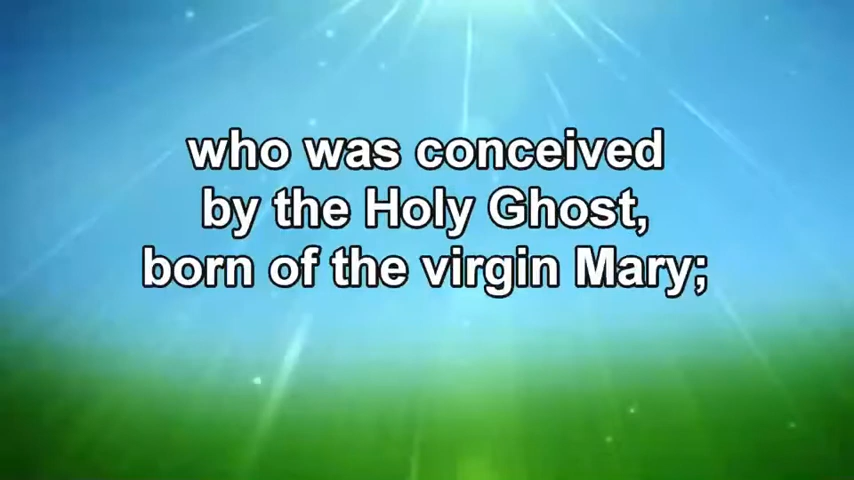 who was conceived
by the Holy Ghost,
born of the virgin Mary;